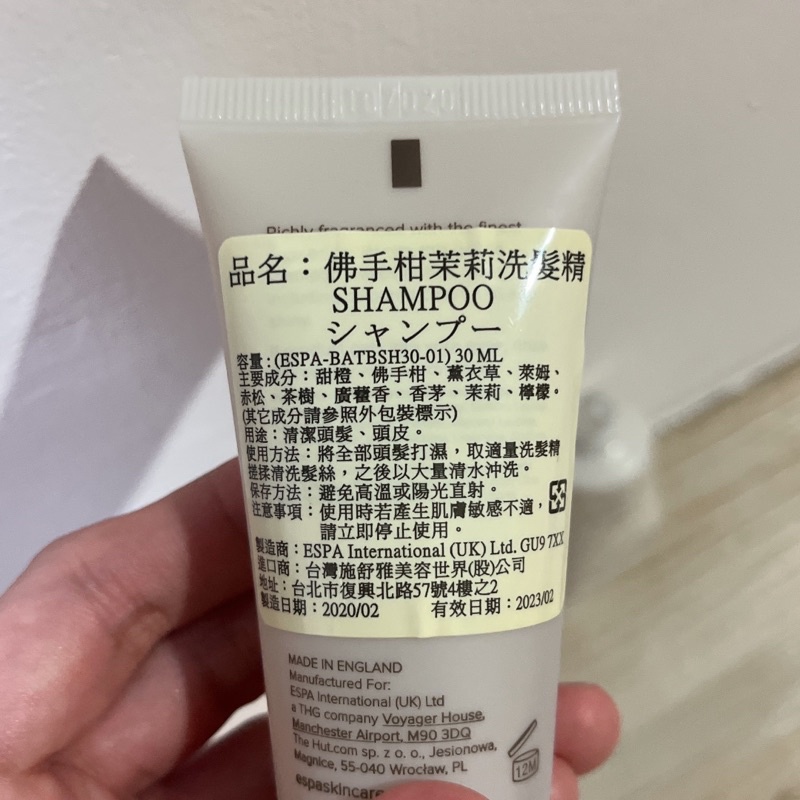 Richly fragranced with the finest
品名：佛手柑茉莉洗髮精
SHAMPOO
シャンプー
容量：(ESPA-BATBSH30-01) 30 ML
主要成分：甜橙、佛手柑、薰衣草、萊姆、
赤松、茶樹、廣藿香、香茅、茉莉、檸檬。
(其它成分請參照外包裝標示)
用途：清潔頭髮、頭皮。
使用方法：將全部頭髮打濕，取適量洗髮精
搓揉清洗髮絲，之後以大量清水沖洗。
保存方法：避免高溫或陽光直射。
注意事項：使用時若產生肌膚敏感不適，
請立即停止使用。
製造商：ESPA International (UK) Ltd. GU9 7XX
進口商：台灣施舒雅美容世界(股)公司
地址：台北市復興北路57號4樓之2
製造日期：2020/02 有效日期：2023/02
MADE IN ENGLAND
Manufactured For:
ESPA International (UK) Ltd
a THG company Voyager House,
Manchester Airport, M90 3DQ
The Hut.com sp. z o. o., Jesionowa,
Magnice, 55-040 Wrocław, PL
12M
espaskincare